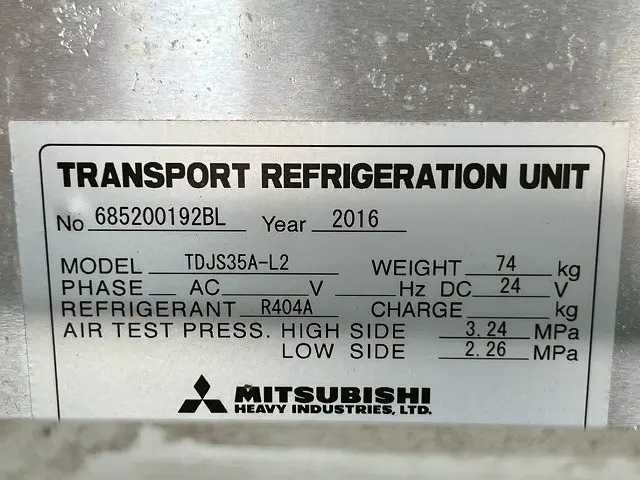 TRANSPORT REFRIGERATION UNIT
No 685200192BL Year 2016
MODEL TDJS35A-L2 WEIGHT 74 kg
PHASE AC V Hz DC 24 V
REFRIGERANT R404A CHARGE kg
AIR TEST PRESS. HIGH SIDE 3.24 MPa
LOW SIDE 2.26 MPa
MITSUBISHI
HEAVY INDUSTRIES, LTD.